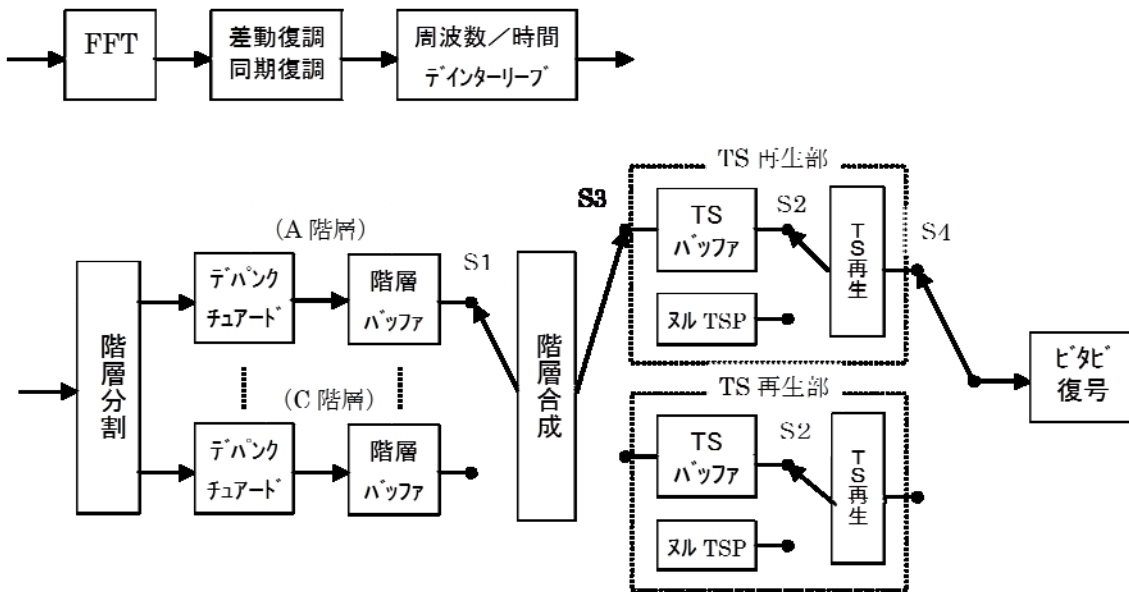 FFT
差動復調
同期復調
周波数／時間
ﾃﾞインターリーブ
TS 再生部
S3
TS
ﾊﾞッファ
S2
TS再生
S4
ﾇﾙ TSP
(A 階層)
S1
階層分割
ﾃﾞパンク
チュアーﾄﾞ
階層
ﾊﾞッファ
階層合成
(C 階層)
ﾃﾞパンク
チュアーﾄﾞ
階層
ﾊﾞッファ
TS 再生部
TS
ﾊﾞッファ
S2
TS再生
ﾇﾙ TSP
ﾋﾞﾀﾋﾞ
復号